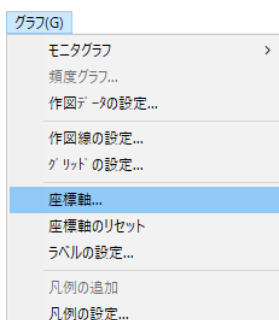 グラフ(G)
モニタグラフ >
頻度グラフ...
作図ﾃﾞｰﾀの設定...
作図線の設定...
ｸﾞﾘｯﾄﾞの設定...
座標軸...
座標軸のリセット
ラベルの設定...
凡例の追加
凡例の設定...